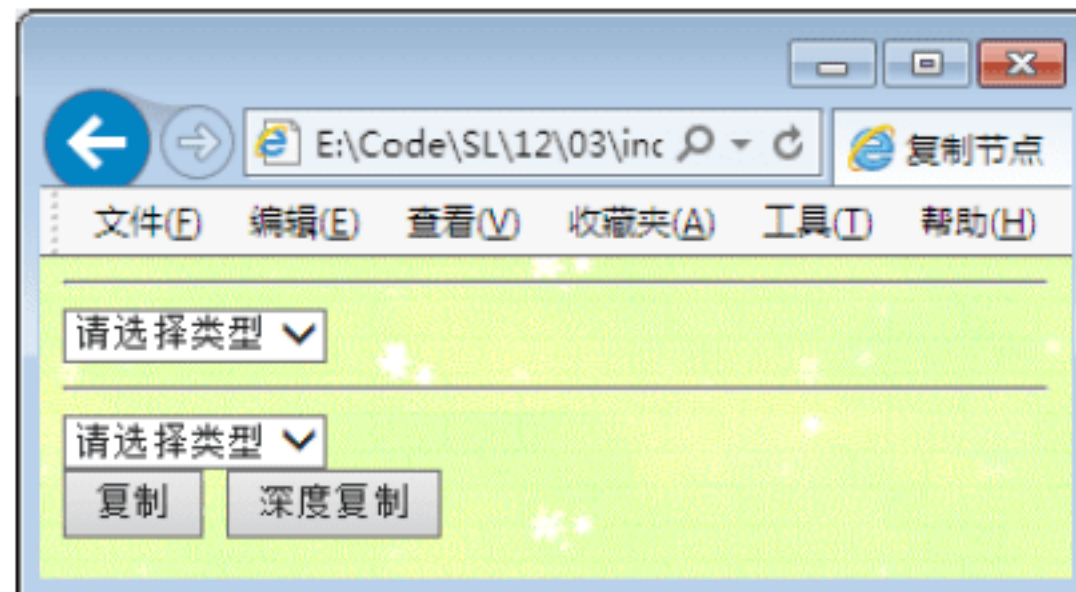 E:\Code\SL\12\03\inc 复制节点
文件(F) 编辑(E) 查看(V) 收藏夹(A) 工具(T) 帮助(H)
请选择类型
请选择类型
复制 深度复制